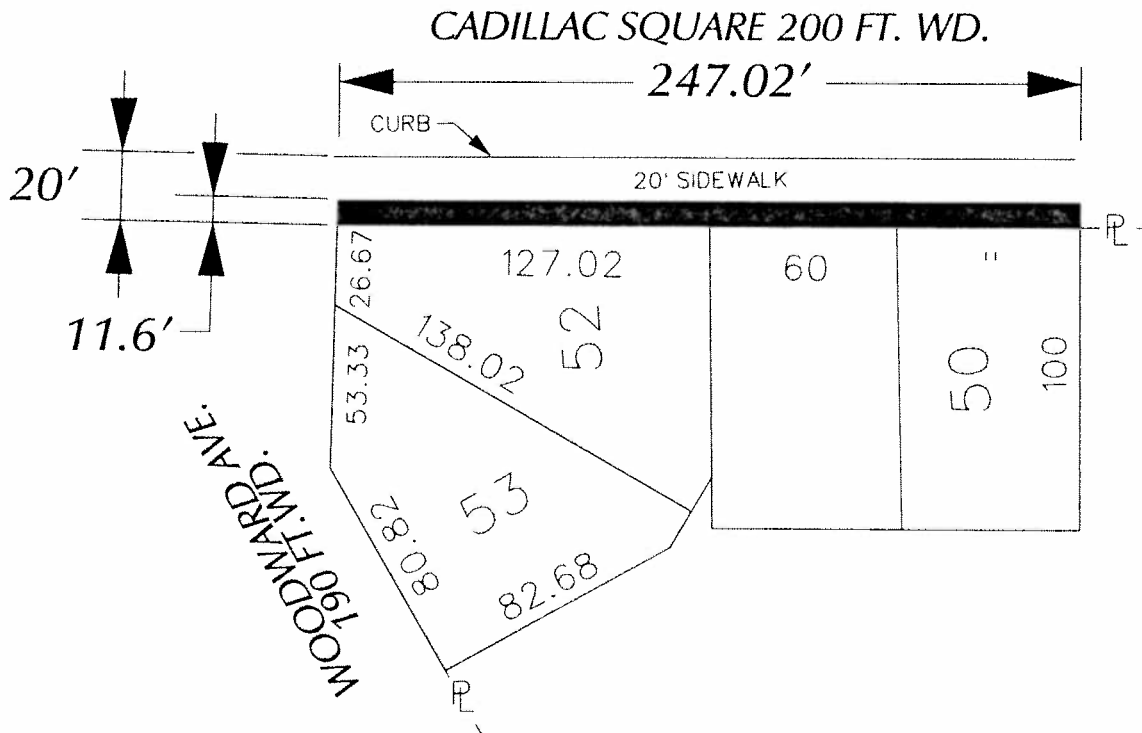 CADILLAC SQUARE 200 FT. WD.
247.02'
CURB
20'
20' SIDEWALK
PL
26.67
127.02
60
"
11.6'
138.02
52
50
100
53.33
WOODWARD AVE.
190 FT. WD.
53
80.82
82.68
PL